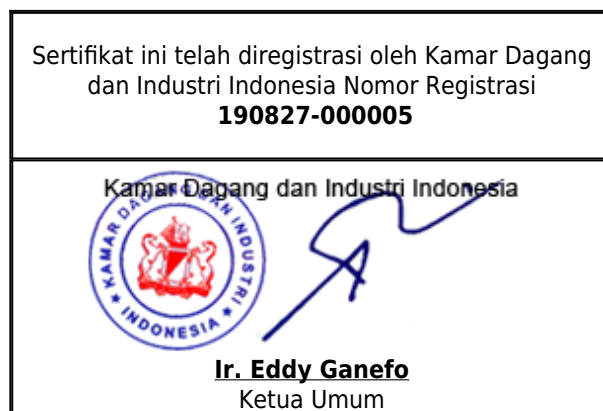 Sertifikat ini telah diregistrasi oleh Kamar Dagang
dan Industri Indonesia Nomor Registrasi
190827-000005
Kamar Dagang dan Industri Indonesia
KAMAR DAGANG DAN INDUSTRI
INDONESIA
Ir. Eddy Ganefo
Ketua Umum